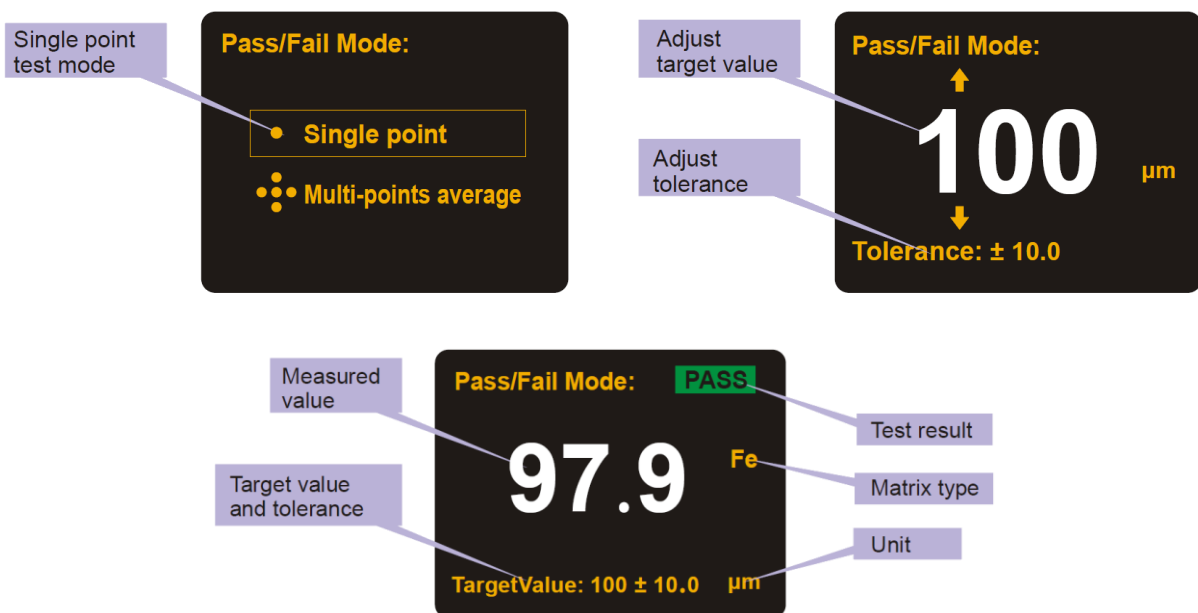 Single point
test mode
Pass/Fail Mode:
Single point
Multi-points average
Adjust
target value
Adjust
tolerance
Pass/Fail Mode:
100
µm
Tolerance: ± 10.0
Measured
value
Target value
and tolerance
Pass/Fail Mode:
PASS
97.9
Fe
TargetValue: 100 ± 10.0
µm
Test result
Matrix type
Unit